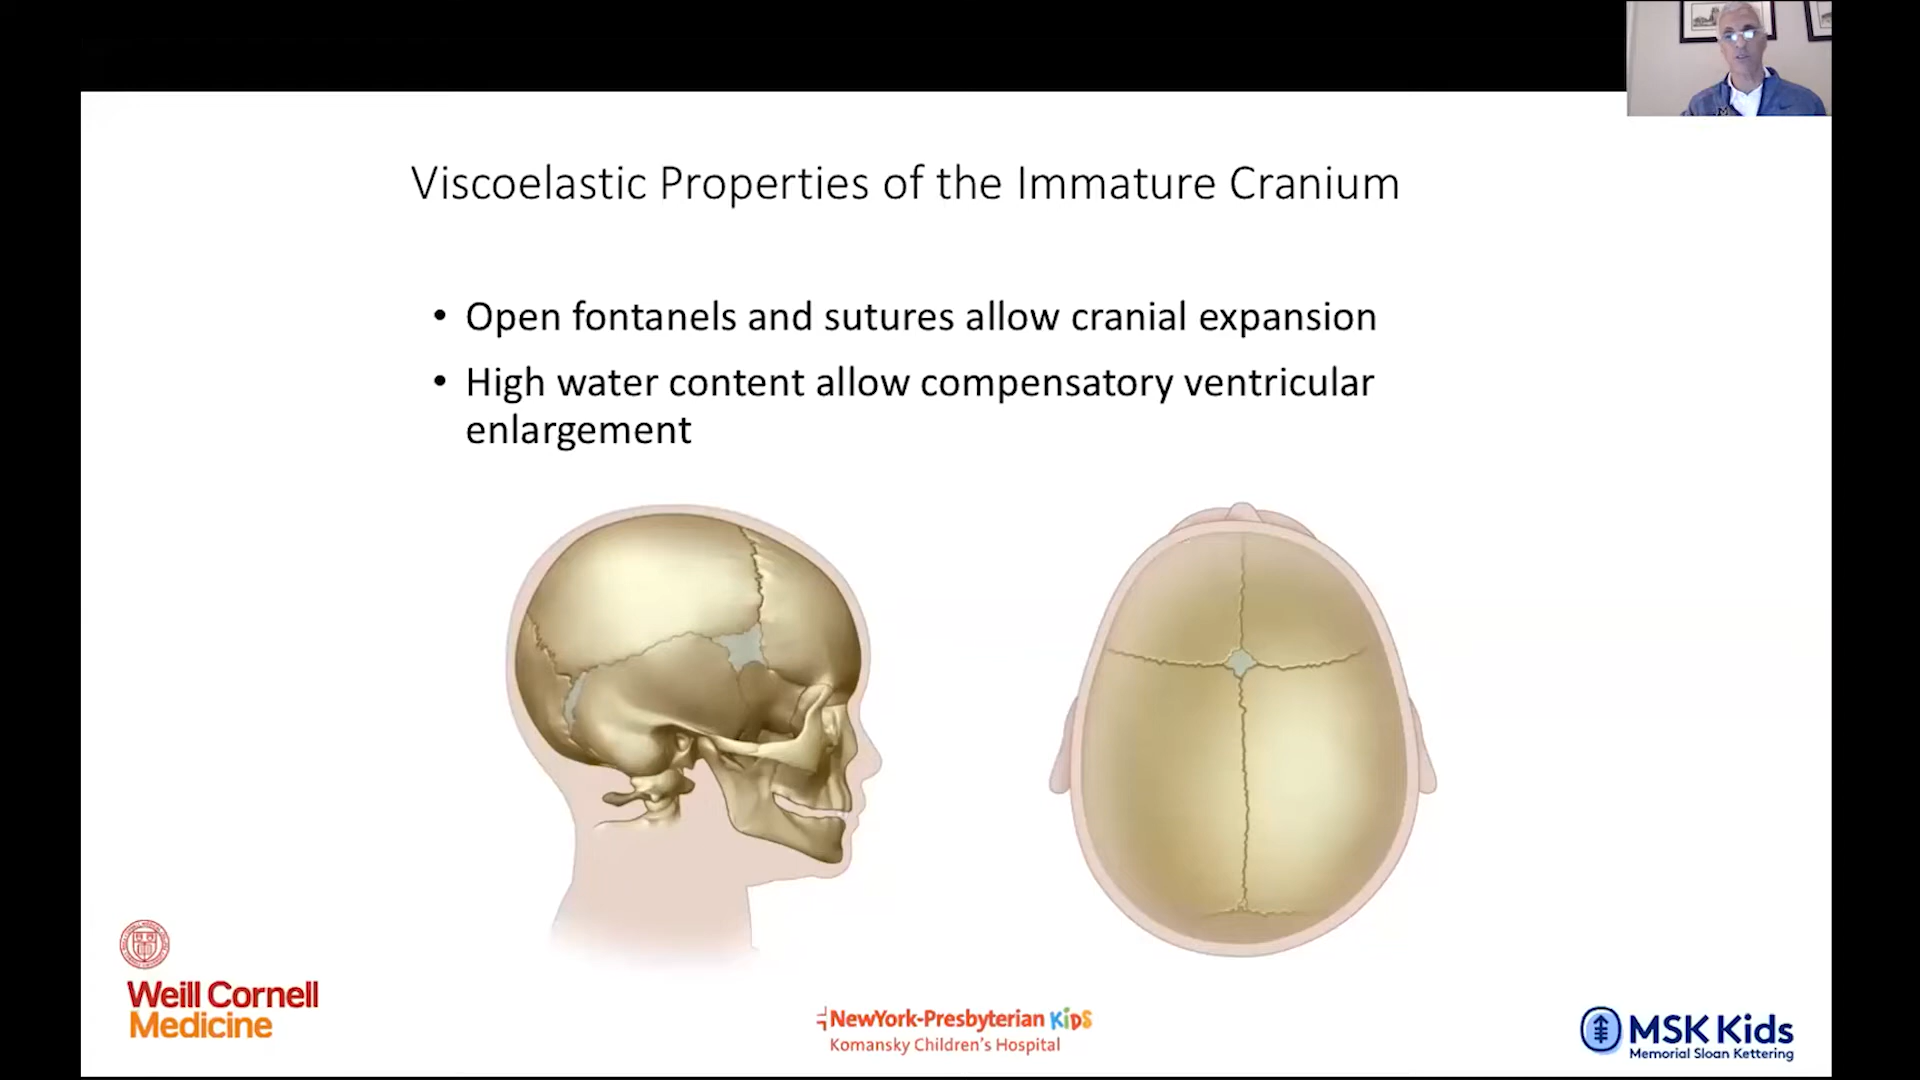 Viscoelastic Properties of the Immature Cranium
• Open fontanels and sutures allow cranial expansion
• High water content allow compensatory ventricular
enlargement
Weill Cornell
Medicine
NewYork-Presbyterian KiDS
Komansky Children's Hospital
MSK Kids
Memorial Sloan Kettering